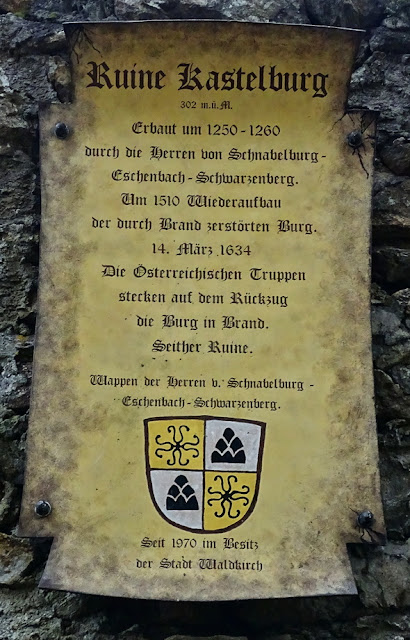 Ruine Kastelburg
302 m.ü.M.
Erbaut um 1250-1260
durch die Herren von Schnabelburg-
Eschenbach-Schwarzenberg.
Um 1510 Wiederaufbau
der durch Brand zerstörten Burg.
14. März 1634
Die Österreichischen Truppen
stecken auf dem Rückzug
die Burg in Brand.
Seither Ruine.
Wappen der Herren v. Schnabelburg-
Eschenbach-Schwarzenberg.
Seit 1970 im Besitz
der Stadt Waldkirch